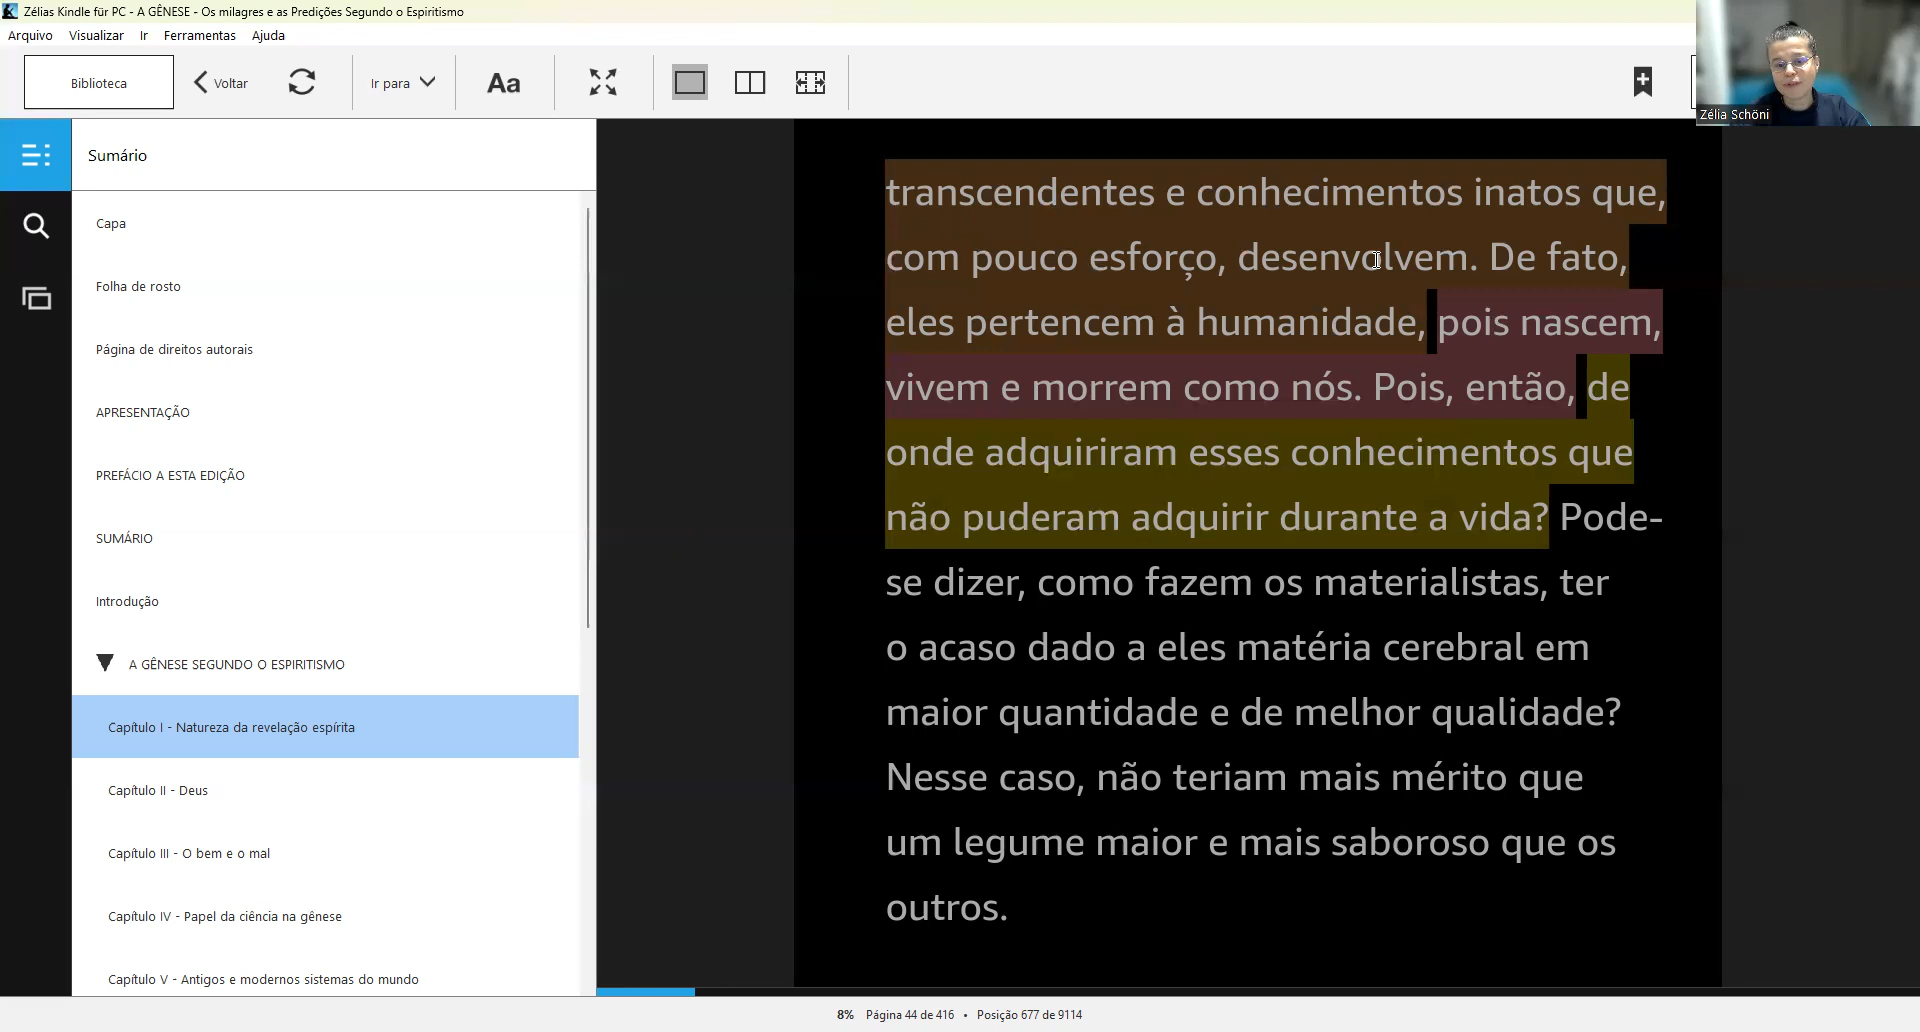 Zélias Kindle für PC - A GÊNESE - Os milagres e as Predições Segundo o Espiritismo
Arquivo Visualizar Ir Ferramentas Ajuda
Biblioteca Voltar Ir para Aa
Zélia Schöni
Sumário
Capa
Folha de rosto
Página de direitos autorais
APRESENTAÇÃO
PREFÁCIO A ESTA EDIÇÃO
SUMÁRIO
Introdução
A GÊNESE SEGUNDO O ESPIRITISMO
Capítulo I - Natureza da revelação espírita
Capítulo II - Deus
Capítulo III - O bem e o mal
Capítulo IV - Papel da ciência na gênese
Capítulo V - Antigos e modernos sistemas do mundo
transcendentes e conhecimentos inatos que,
com pouco esforço, desenvolvem. De fato,
eles pertencem à humanidade, pois nascem,
vivem e morrem como nós. Pois, então, de
onde adquiriram esses conhecimentos que
não puderam adquirir durante a vida? Pode-
se dizer, como fazem os materialistas, ter
o acaso dado a eles matéria cerebral em
maior quantidade e de melhor qualidade?
Nesse caso, não teriam mais mérito que
um legume maior e mais saboroso que os
outros.
8% Página 44 de 416 • Posição 677 de 9114